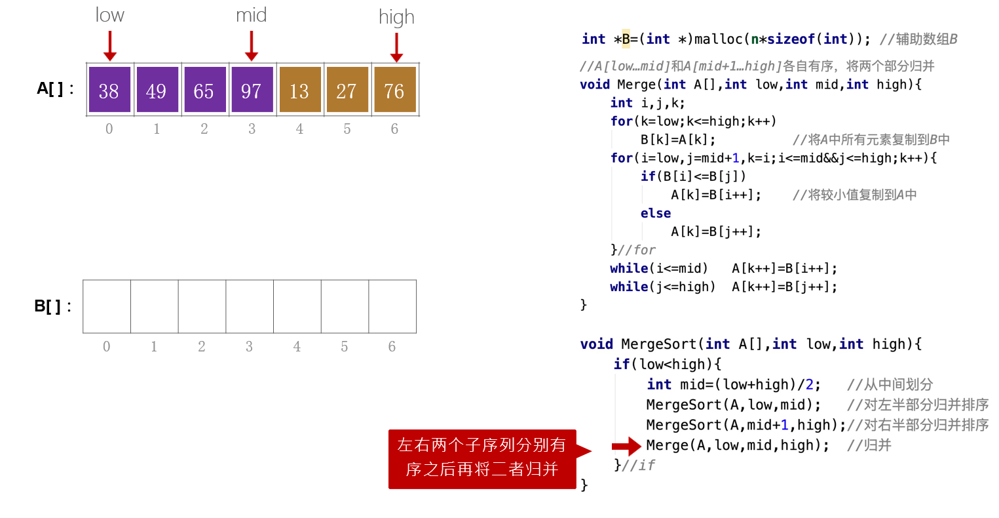 low mid high
A[ ]：
38 49 65 97 13 27 76
0 1 2 3 4 5 6
B[ ]：
0 1 2 3 4 5 6
int *B=(int *)malloc(n*sizeof(int)); //辅助数组B
//A[low…mid]和A[mid+1…high]各自有序，将两个部分归并
void Merge(int A[],int low,int mid,int high){
    int i,j,k;
    for(k=low;k<=high;k++)
        B[k]=A[k];          //将A中所有元素复制到B中
    for(i=low,j=mid+1,k=i;i<=mid&&j<=high;k++){
        if(B[i]<=B[j])
            A[k]=B[i++];    //将较小值复制到A中
        else
            A[k]=B[j++];
    }//for
    while(i<=mid)   A[k++]=B[i++];
    while(j<=high)  A[k++]=B[j++];
}
void MergeSort(int A[],int low,int high){
    if(low<high){
        int mid=(low+high)/2;   //从中间划分
        MergeSort(A,low,mid);   //对左半部分归并排序
        MergeSort(A,mid+1,high);//对右半部分归并排序
        Merge(A,low,mid,high);  //归并
    }//if
}
左右两个子序列分别有
序之后再将二者归并